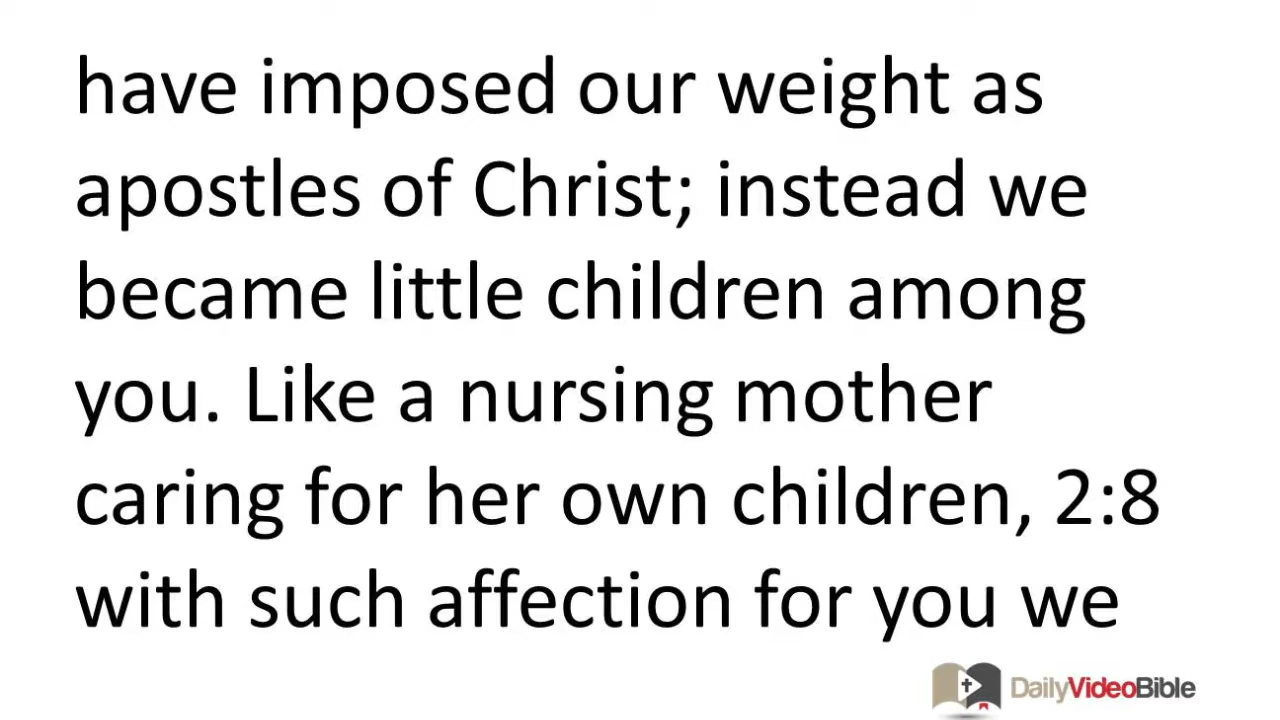 have imposed our weight as
apostles of Christ; instead we
became little children among
you. Like a nursing mother
caring for her own children, 2:8
with such affection for you we
DailyVideoBible